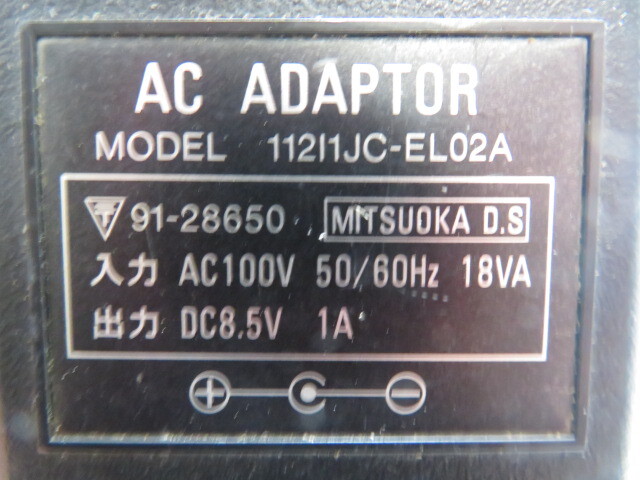 AC ADAPTOR
MODEL 112I1JC-EL02A
T 91-28650 MITSUOKA D.S
入力 AC100V 50/60Hz 18VA
出力 DC8.5V 1A